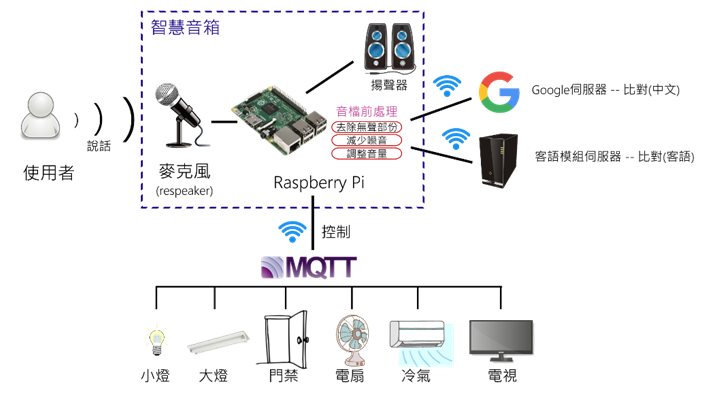 智慧音箱
揚聲器
音檔前處理
去除無聲部份
減少噪音
調整音量
Google伺服器 -- 比對(中文)
客語模組伺服器 -- 比對(客語)
說話
使用者
麥克風
(respeaker)
Raspberry Pi
控制
MQTT
小燈
大燈
門禁
電扇
冷氣
電視